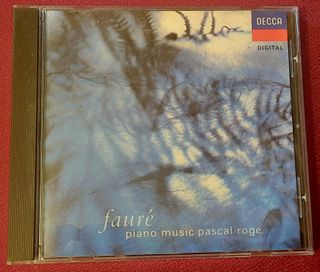 DECCA
DIGITAL
fauré
piano music pascal rogé